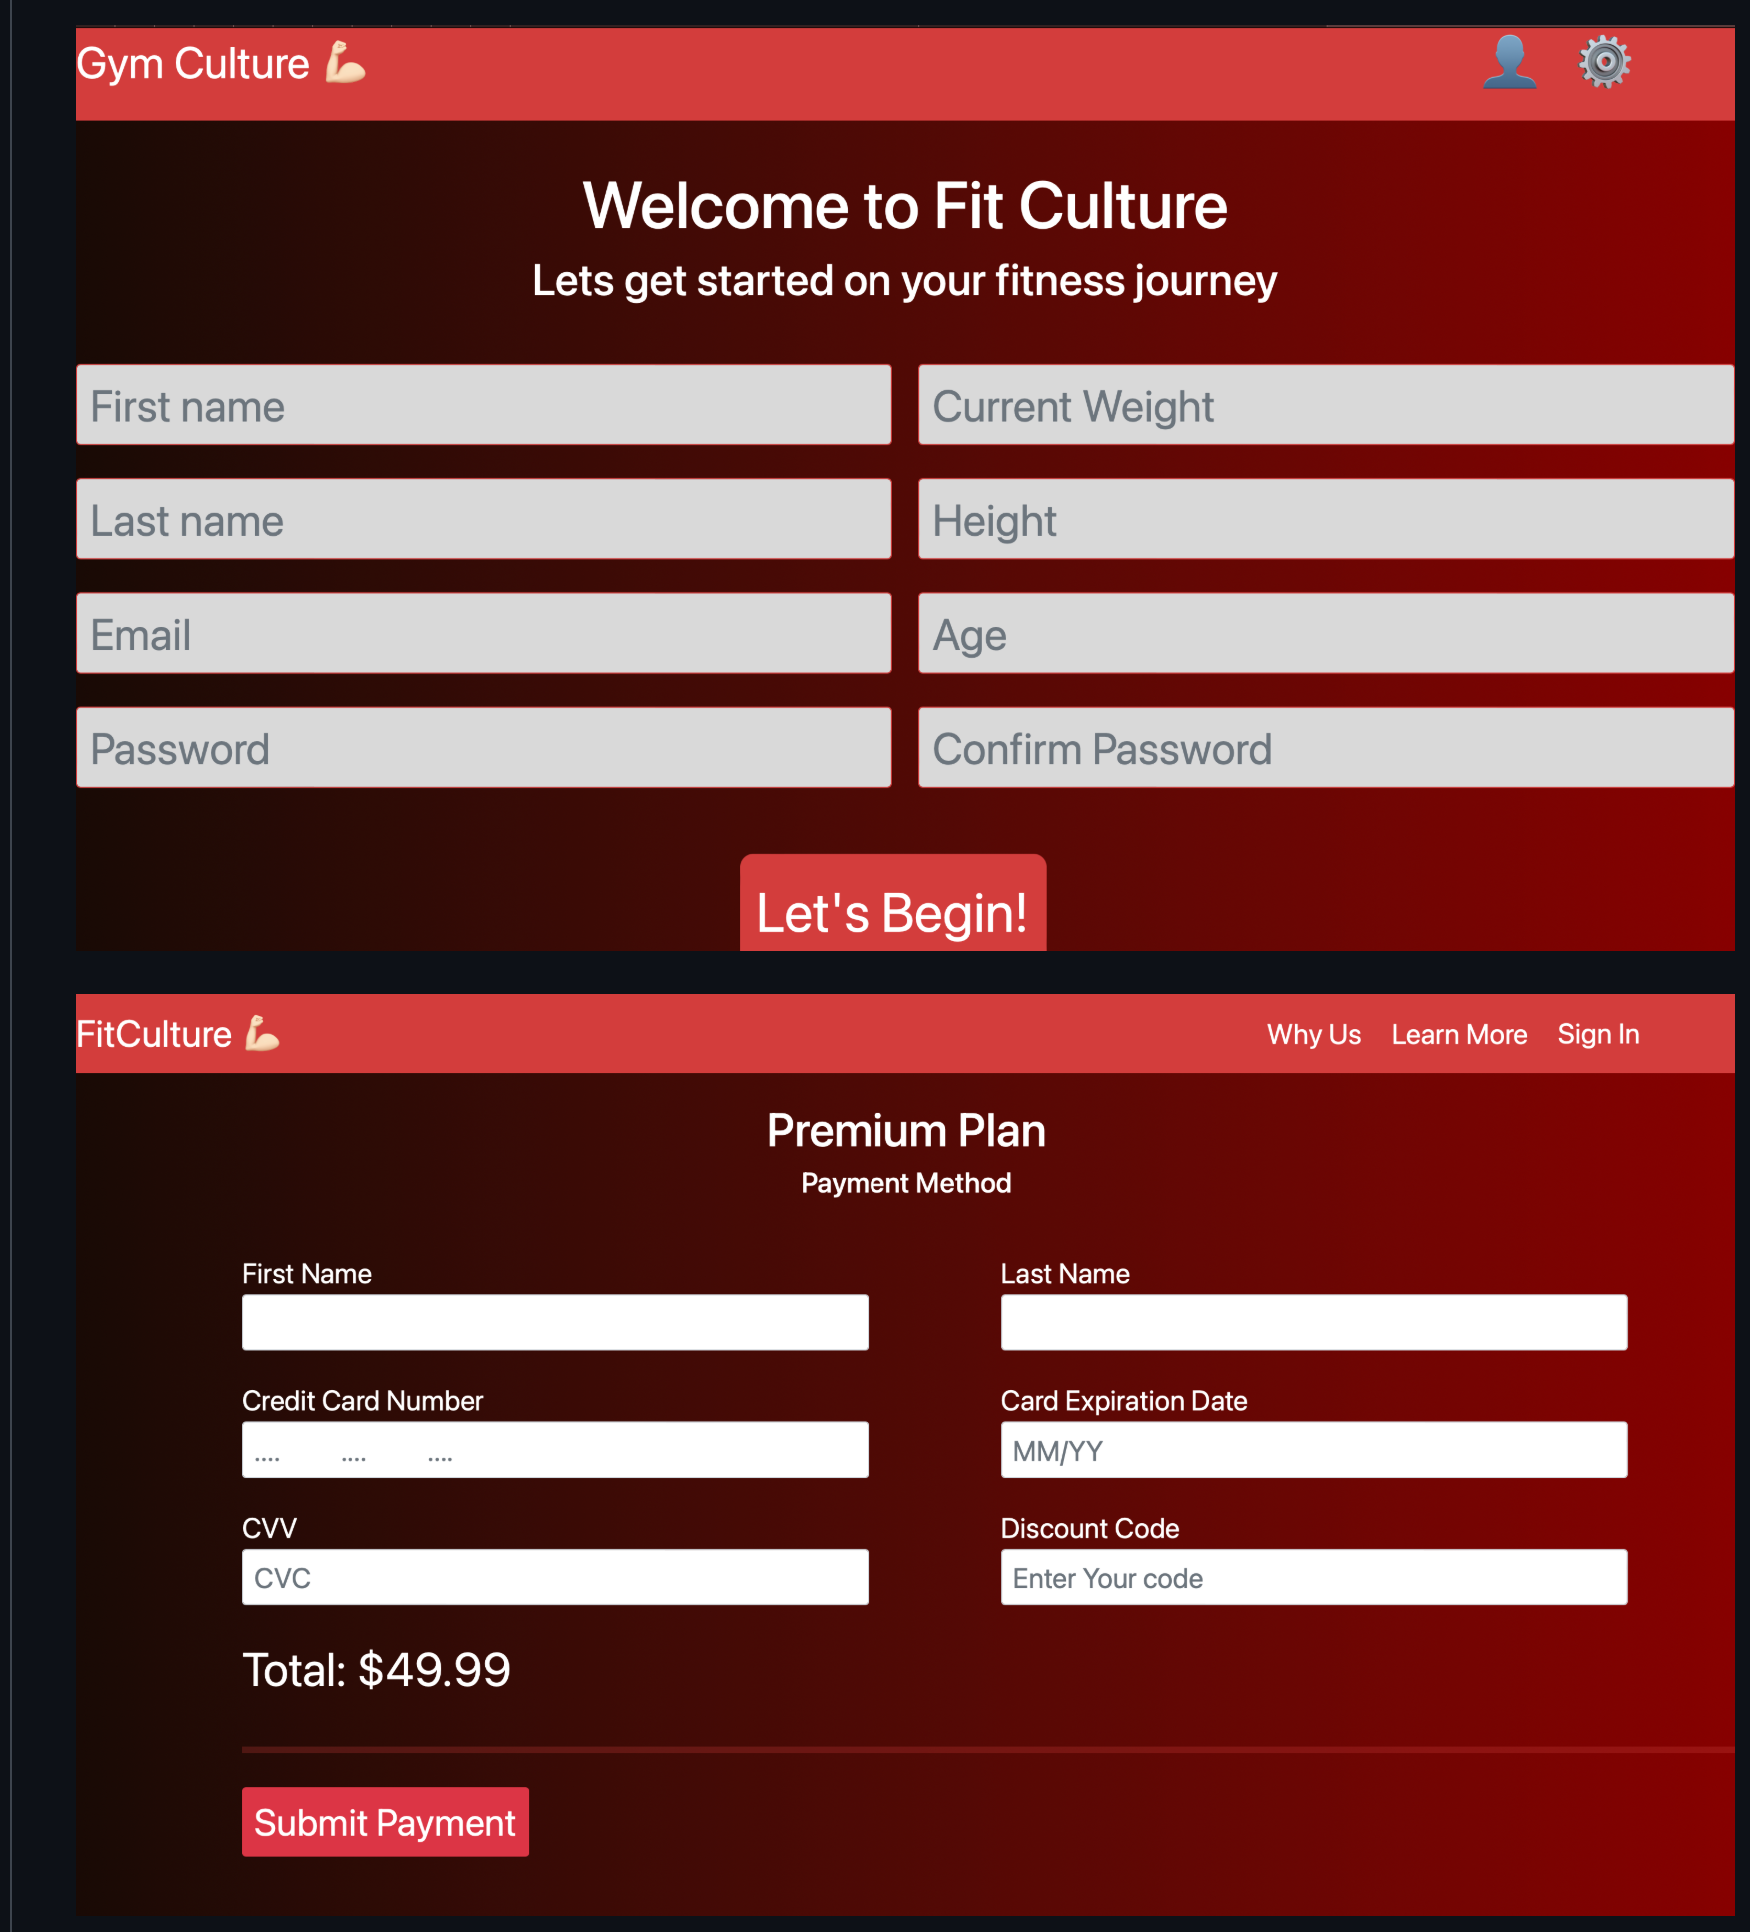 Gym Culture 💪🏻 👤 ⚙️
Welcome to Fit Culture
Lets get started on your fitness journey
First name Current Weight
Last name Height
Email Age
Password Confirm Password
Let's Begin!
FitCulture 💪🏻 Why Us Learn More Sign In
Premium Plan
Payment Method
First Name Last Name
Credit Card Number Card Expiration Date
.... .... .... MM/YY
CVV Discount Code
CVC Enter Your code
Total: $49.99
Submit Payment